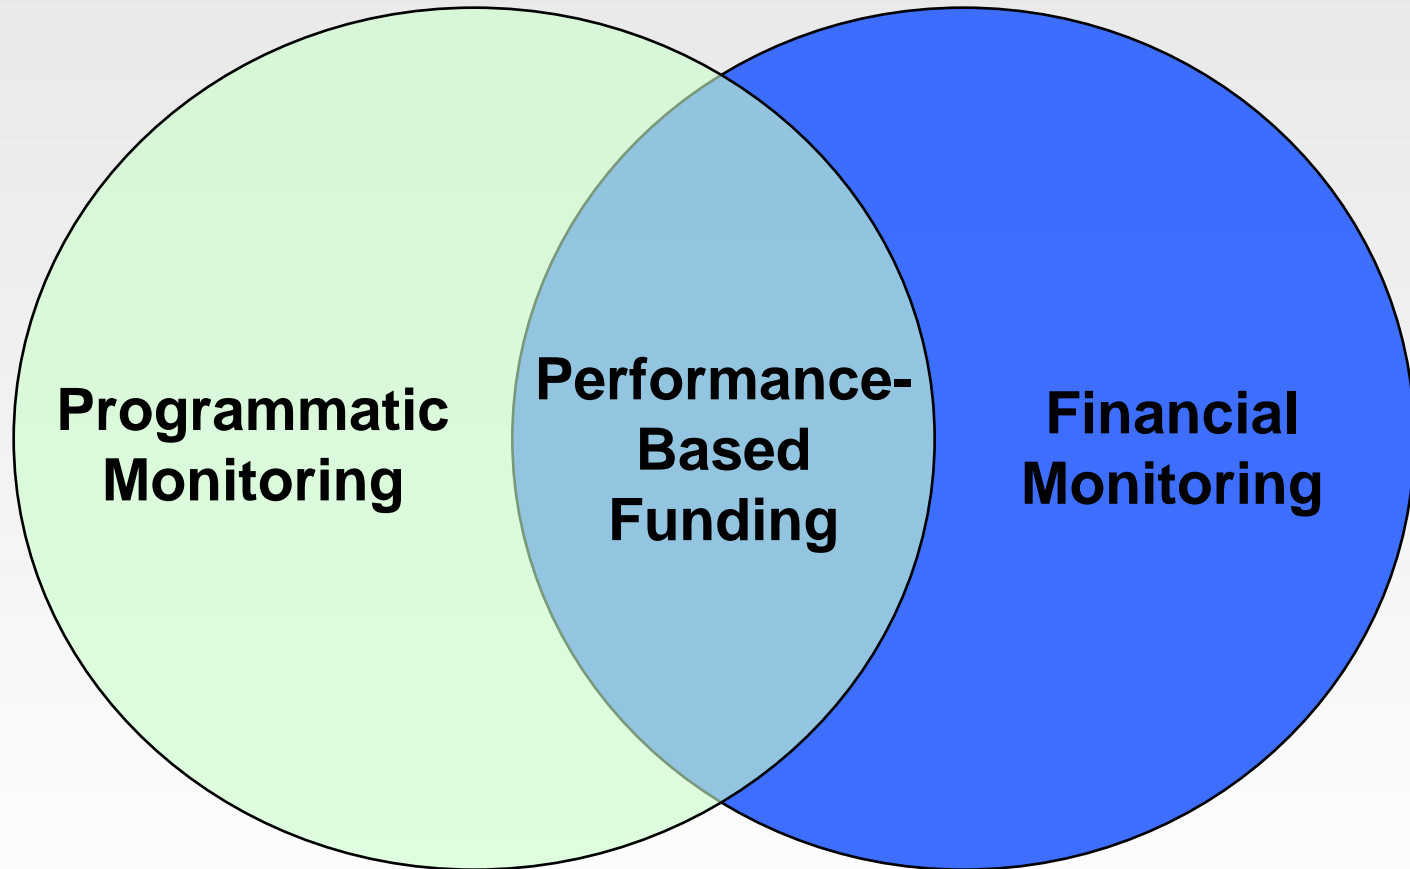 Programmatic
Monitoring
Performance-
Based
Funding
Financial
Monitoring